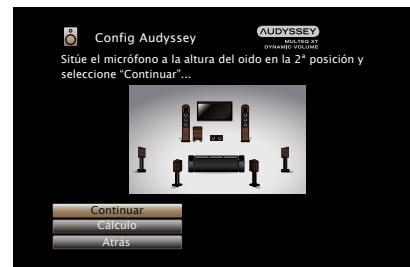 Config Audyssey
AUDYSSEY
MULTEQ XT
DYNAMIC VOLUME
Sitúe el micrófono a la altura del oido en la 2ª posición y
seleccione “Continuar”...
Continuar
Cálculo
Atrás